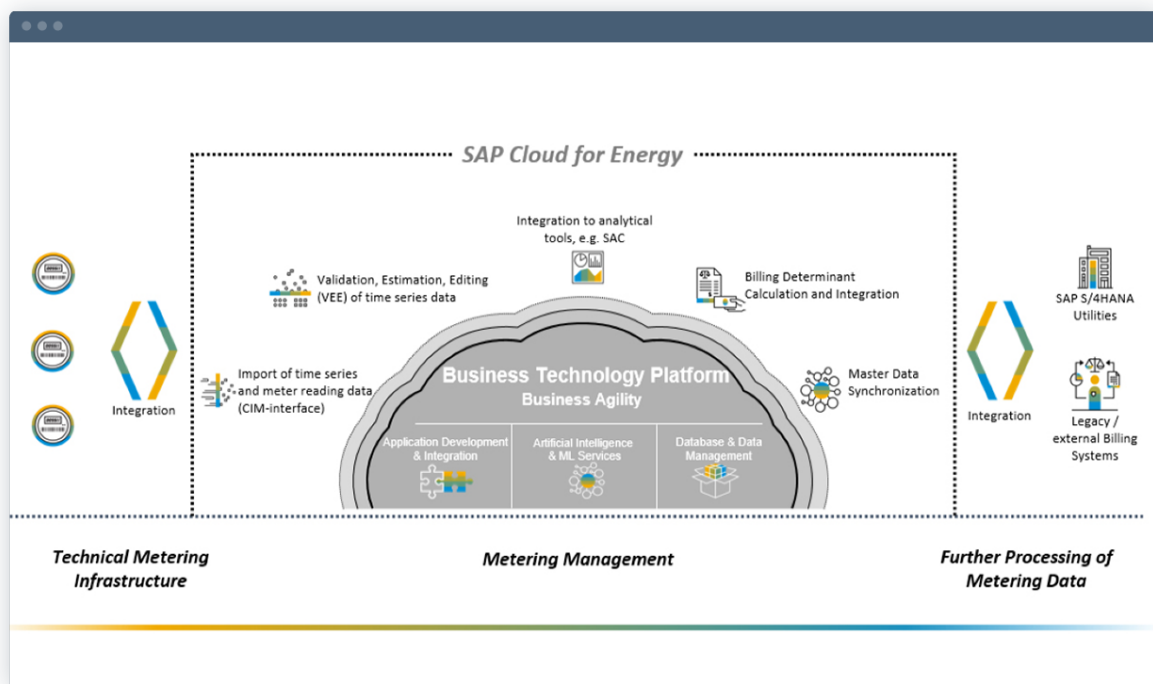 SAP Cloud for Energy
Integration to analytical
tools, e.g. SAC
Validation, Estimation, Editing
(VEE) of time series data
Billing Determinant
Calculation and Integration
Import of time series
and meter reading data
(CIM-interface)
Master Data
Synchronization
Integration
Business Technology Platform
Business Agility
Application Development
& Integration
Artificial Intelligence
& ML Services
Database & Data
Management
Integration
SAP S/4HANA
Utilities
Legacy /
external Billing
Systems
Technical Metering
Infrastructure
Metering Management
Further Processing of
Metering Data